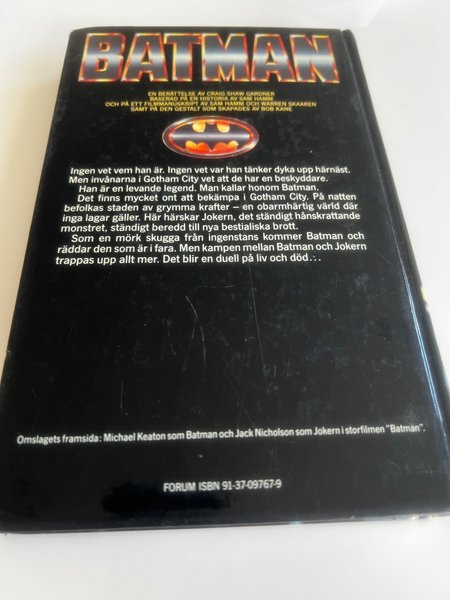 BATMAN
EN BERÄTTELSE AV CRAIG SHAW GARDNER
BASERAD PÅ EN HISTORIA AV SAM HAMM
OCH PÅ ETT FILMMANUSKRIPT AV SAM HAMM OCH WARREN SKAAREN
SAMT PÅ DEN GESTALT SOM SKAPADES AV BOB KANE
Ingen vet vem han är. Ingen vet var han tänker dyka upp härnäst.
Men invånarna i Gotham City vet att de har en beskyddare.
Han är en levande legend. Man kallar honom Batman.
Det finns mycket ont att bekämpa i Gotham City. På natten
befolkas staden av grymma krafter – en obarmhärtig värld där
inga lagar gäller. Här härskar Jokern, det ständigt hånskrattande
monstret, ständigt beredd till nya bestialiska brott.
Som en mörk skugga från ingenstans kommer Batman och
räddar den som är i fara. Men kampen mellan Batman och Jokern
trappas upp allt mer. Det blir en duell på liv och död...
Omslagets framsida: Michael Keaton som Batman och Jack Nicholson som Jokern i storfilmen "Batman".
FORUM ISBN 91-37-09767-9